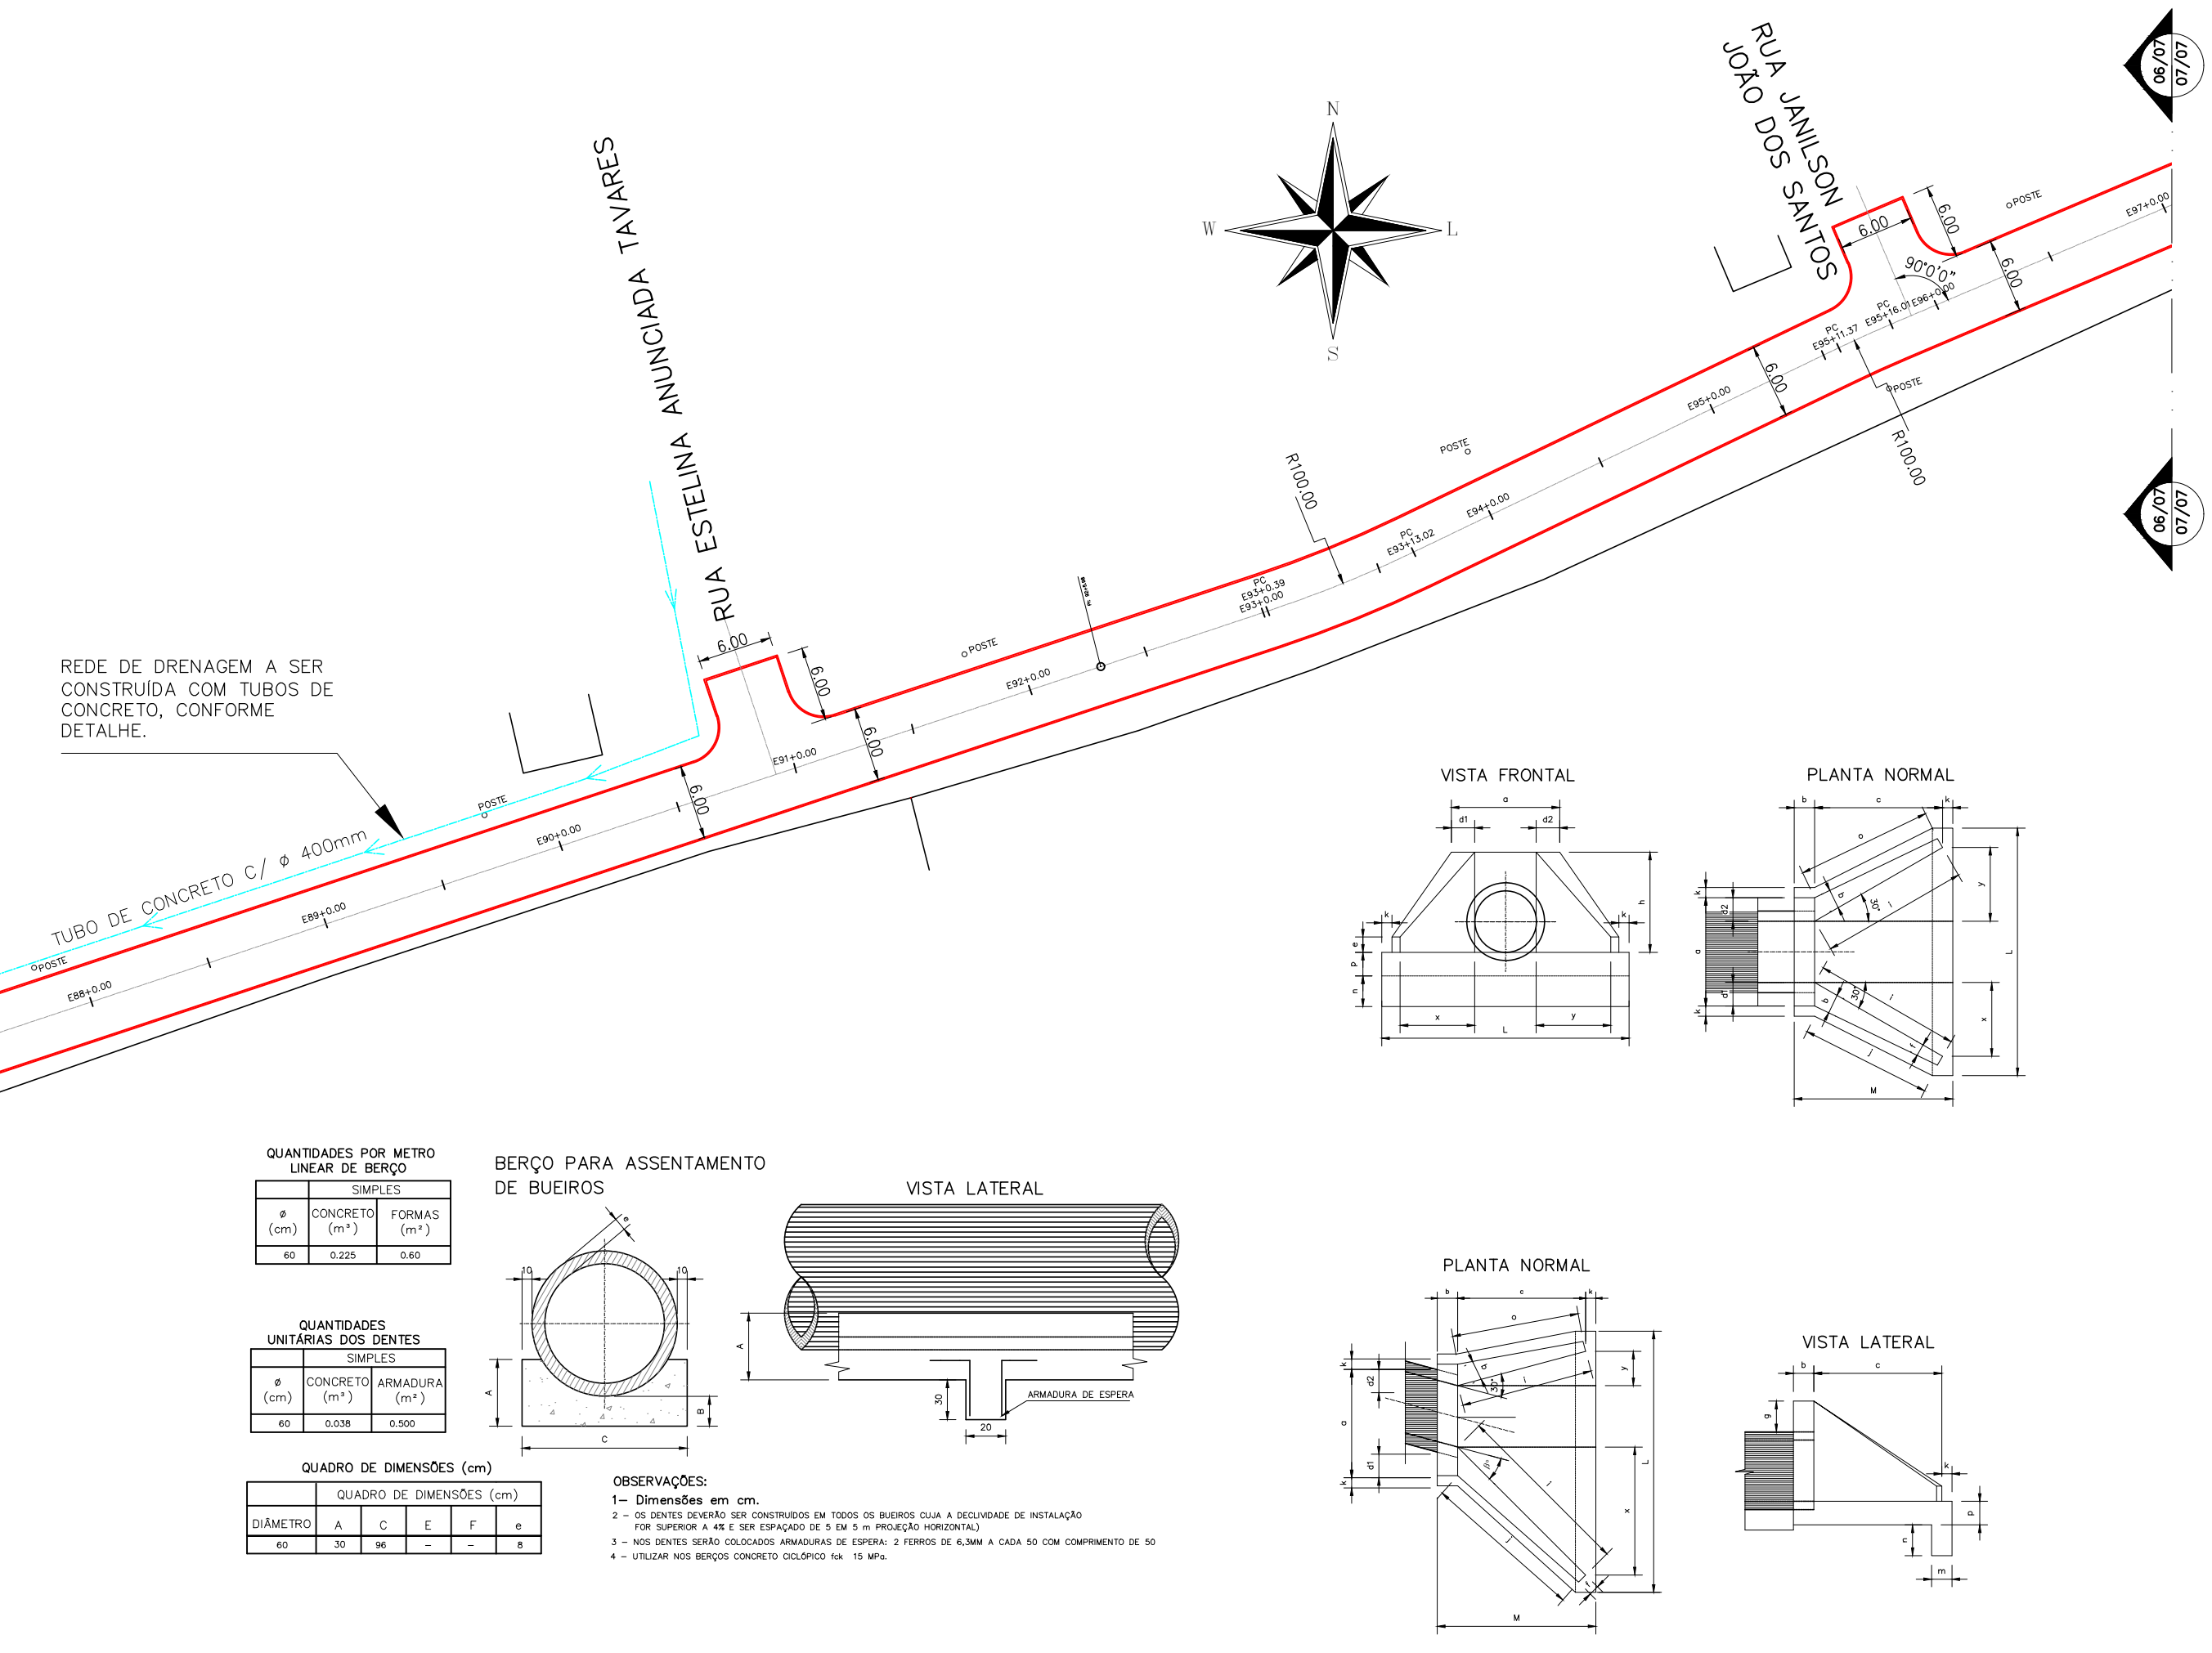 RUA JANILSON
JOÃO DOS SANTOS
06/07
07/07
N
W
L
S
RUA ESTELINA ANUNCIADA TAVARES
POSTE
E97+0.00
6.00
6.00
90°0'0"
6.00
PC
E95+16.01
E96+0.00
PC
E95+11.37
POSTE
6.00
E95+0.00
R100.00
POSTE
R100.00
E94+0.00
PC
E93+13.02
06/07
07/07
PC
E93+0.39
E93+0.00
POSTE
E92+0.00
6.00
6.00
6.00
E91+0.00
6.00
REDE DE DRENAGEM A SER
CONSTRUÍDA COM TUBOS DE
CONCRETO, CONFORME
DETALHE.
POSTE
E90+0.00
TUBO DE CONCRETO C/ ø 400mm
E89+0.00
POSTE
E88+0.00
VISTA FRONTAL
a
d1
d2
h
k
k
e
p
n
x
y
L
PLANTA NORMAL
b
c
k
o
y
k
d2
b
30°
i
a
L
d1
b
30°
i
x
k
j
f
M
QUANTIDADES POR METRO
LINEAR DE BERÇO
SIMPLES
ø
(cm)
CONCRETO
(m³)
FORMAS
(m²)
60
0.225
0.60
QUANTIDADES
UNITÁRIAS DOS DENTES
SIMPLES
ø
(cm)
CONCRETO
(m³)
ARMADURA
(m²)
60
0.038
0.500
QUADRO DE DIMENSÕES (cm)
QUADRO DE DIMENSÕES (cm)
DIÂMETRO A C E F e
60 30 96 – – 8
BERÇO PARA ASSENTAMENTO
DE BUEIROS
e
10
10
A
B
C
VISTA LATERAL
A
30
20
ARMADURA DE ESPERA
OBSERVAÇÕES:
1– Dimensões em cm.
2 – OS DENTES DEVERÃO SER CONSTRUÍDOS EM TODOS OS BUEIROS CUJA A DECLIVIDADE DE INSTALAÇÃO
FOR SUPERIOR A 4% E SER ESPAÇADO DE 5 EM 5 m PROJEÇÃO HORIZONTAL)
3 – NOS DENTES SERÃO COLOCADOS ARMADURAS DE ESPERA: 2 FERROS DE 6,3MM A CADA 50 COM COMPRIMENTO DE 50
4 – UTILIZAR NOS BERÇOS CONCRETO CICLÓPICO fck 15 MPa.
PLANTA NORMAL
b
c
k
o
k
d2
30°
i
y
a
L
d1
β°
i
x
k
j
M
VISTA LATERAL
b
c
g
k
p
n
m